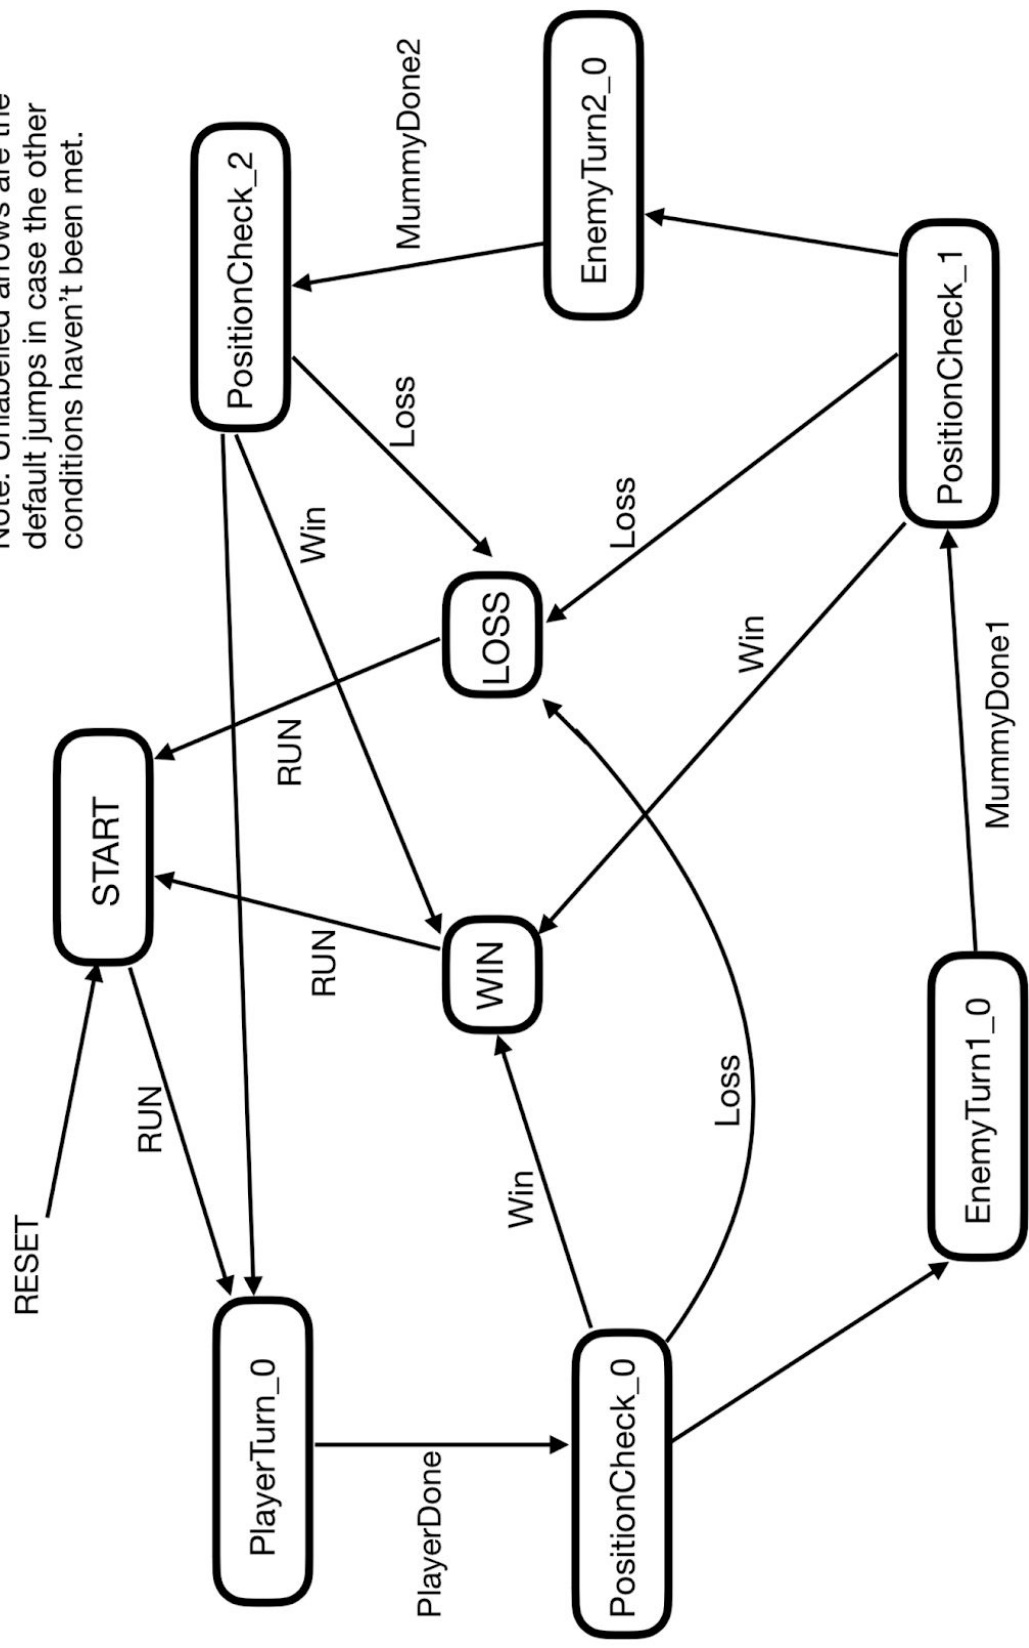 Note: Unlabelled arrows are the
default jumps in case the other
conditions haven't been met.
RESET
START
RUN
PlayerTurn_0
PositionCheck_2
RUN
RUN
Win
Loss
PlayerDone
MummyDone2
WIN
LOSS
Win
PositionCheck_0
Loss
EnemyTurn2_0
Loss
Win
EnemyTurn1_0
PositionCheck_1
MummyDone1